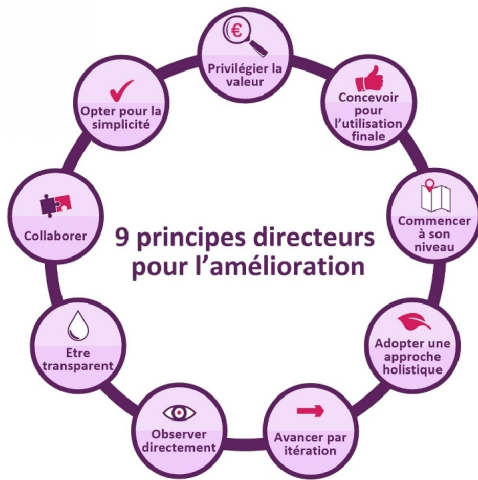 9 principes directeurs
pour l'amélioration
€
Privilégier la
valeur
Concevoir
pour
l'utilisation
finale
Commencer
à son
niveau
Adopter une
approche
holistique
Avancer par
itération
Observer
directement
Etre
transparent
Collaborer
Opter pour la
simplicité